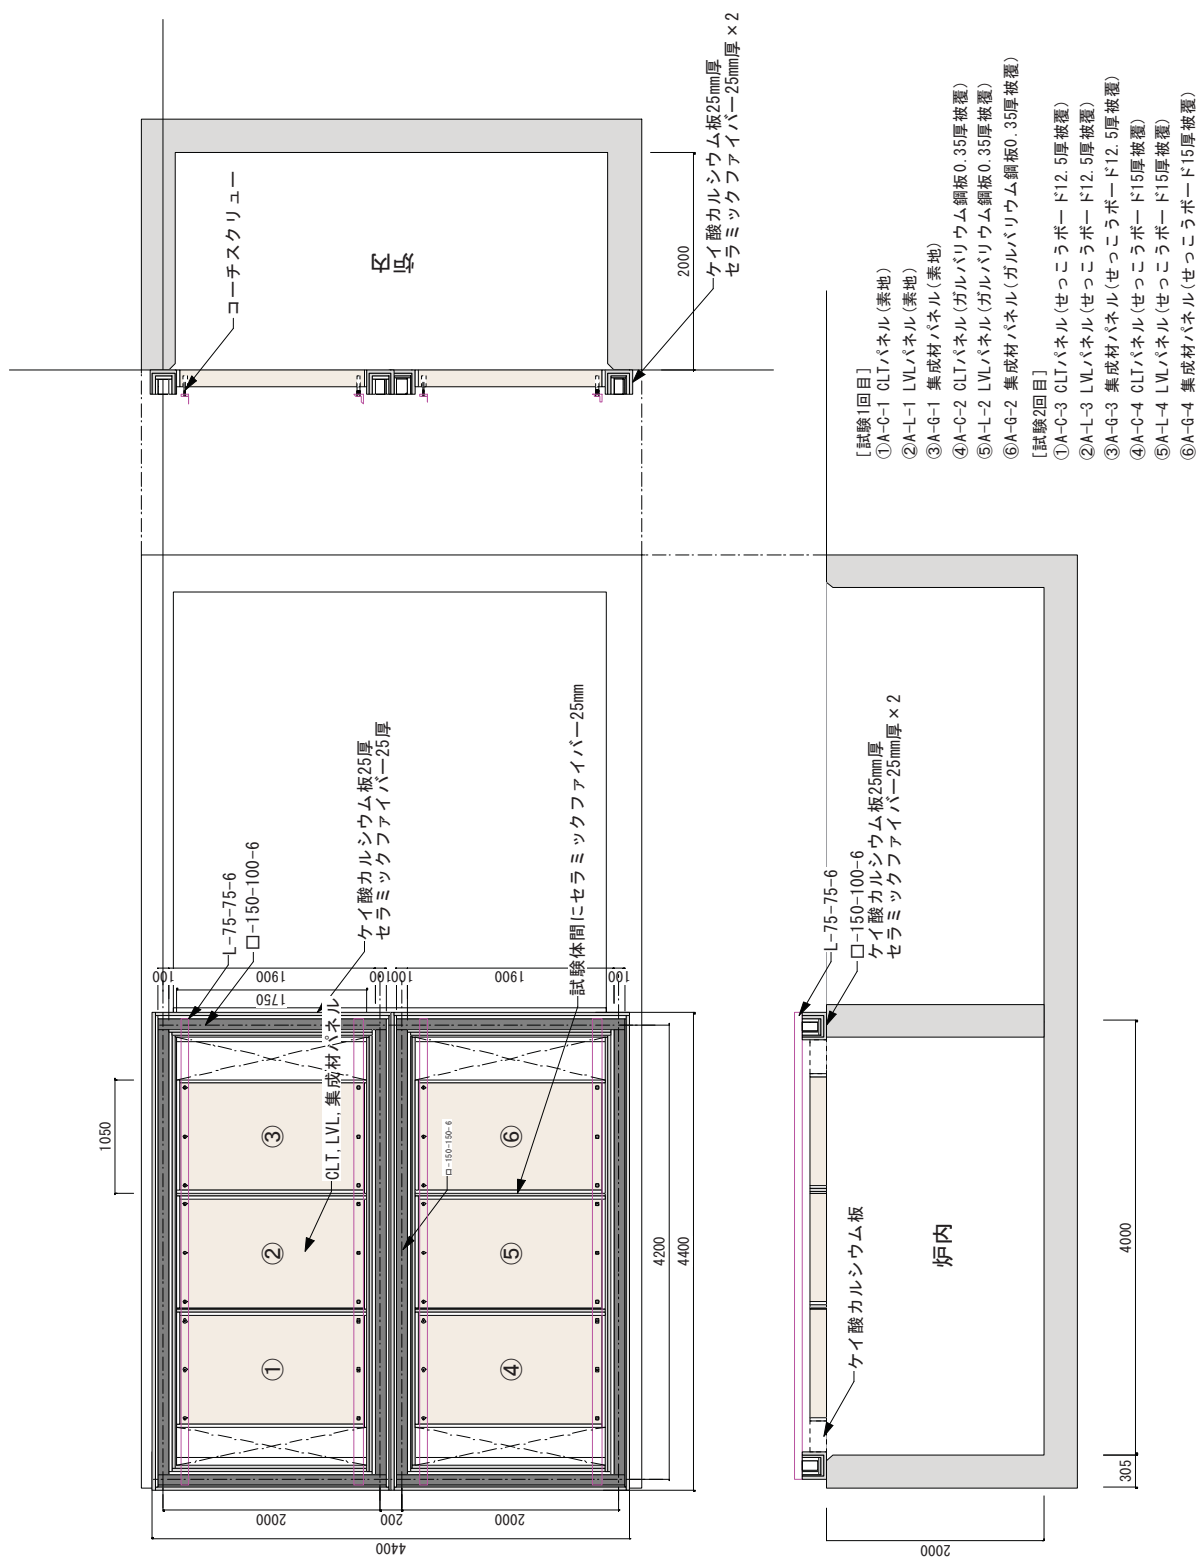 コーチスクリュー
炉内
2000
ケイ酸カルシウム板25mm厚
セラミックファイバー25mm厚×2
[試験1回目]
①A-C-1 CLTパネル(素地)
②A-L-1 LVLパネル(素地)
③A-G-1 集成材パネル(素地)
④A-C-2 CLTパネル(ガルバリウム鋼板0.35厚被覆)
⑤A-L-2 LVLパネル(ガルバリウム鋼板0.35厚被覆)
⑥A-G-2 集成材パネル(ガルバリウム鋼板0.35厚被覆)
[試験2回目]
①A-C-3 CLTパネル(せっこうボード12.5厚被覆)
②A-L-3 LVLパネル(せっこうボード12.5厚被覆)
③A-G-3 集成材パネル(せっこうボード12.5厚被覆)
④A-C-4 CLTパネル(せっこうボード15厚被覆)
⑤A-L-4 LVLパネル(せっこうボード15厚被覆)
⑥A-G-4 集成材パネル(せっこうボード15厚被覆)
L-75-75-6
□-150-100-6
ケイ酸カルシウム板25厚
セラミックファイバー25厚
試験体間にセラミックファイバー25mm
100
1900
100
100
1900
100
1750
1050
CLT, LVL, 集成材パネル
□-150-150-6
①
②
③
④
⑤
⑥
4200
4400
2000
200
2000
4400
L-75-75-6
□-150-100-6
ケイ酸カルシウム板25mm厚
セラミックファイバー25mm厚×2
ケイ酸カルシウム板
炉内
4000
305
2000